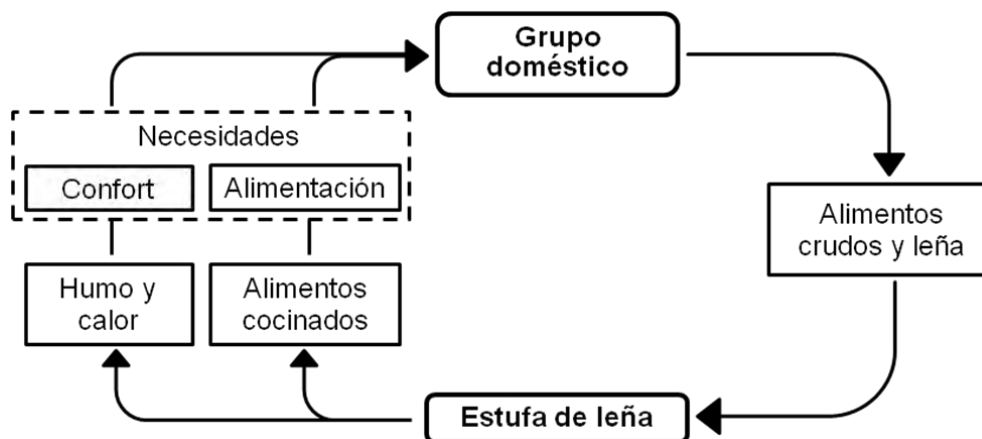 Grupo
doméstico
Necesidades
Confort
Alimentación
Alimentos
crudos y leña
Humo y
calor
Alimentos
cocinados
Estufa de leña